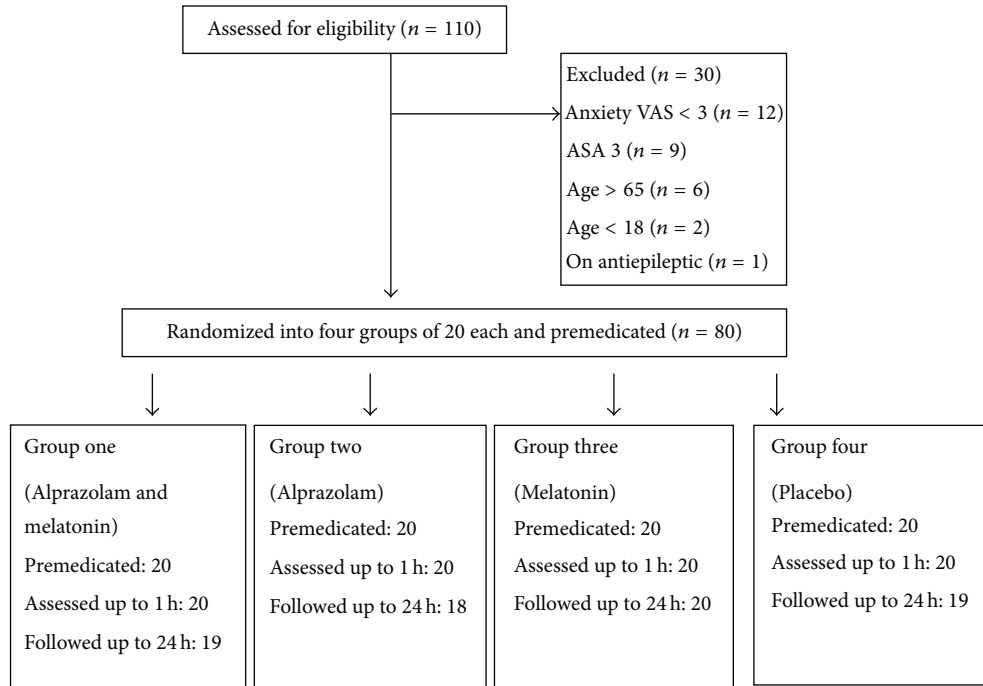 Assessed for eligibility (n = 110)
Excluded (n = 30)
Anxiety VAS < 3 (n = 12)
ASA 3 (n = 9)
Age > 65 (n = 6)
Age < 18 (n = 2)
On antiepileptic (n = 1)
Randomized into four groups of 20 each and premedicated (n = 80)
Group one
(Alprazolam and
melatonin)
Premedicated: 20
Assessed up to 1 h: 20
Followed up to 24 h: 19
Group two
(Alprazolam)
Premedicated: 20
Assessed up to 1 h: 20
Followed up to 24 h: 18
Group three
(Melatonin)
Premedicated: 20
Assessed up to 1 h: 20
Followed up to 24 h: 20
Group four
(Placebo)
Premedicated: 20
Assessed up to 1 h: 20
Followed up to 24 h: 19